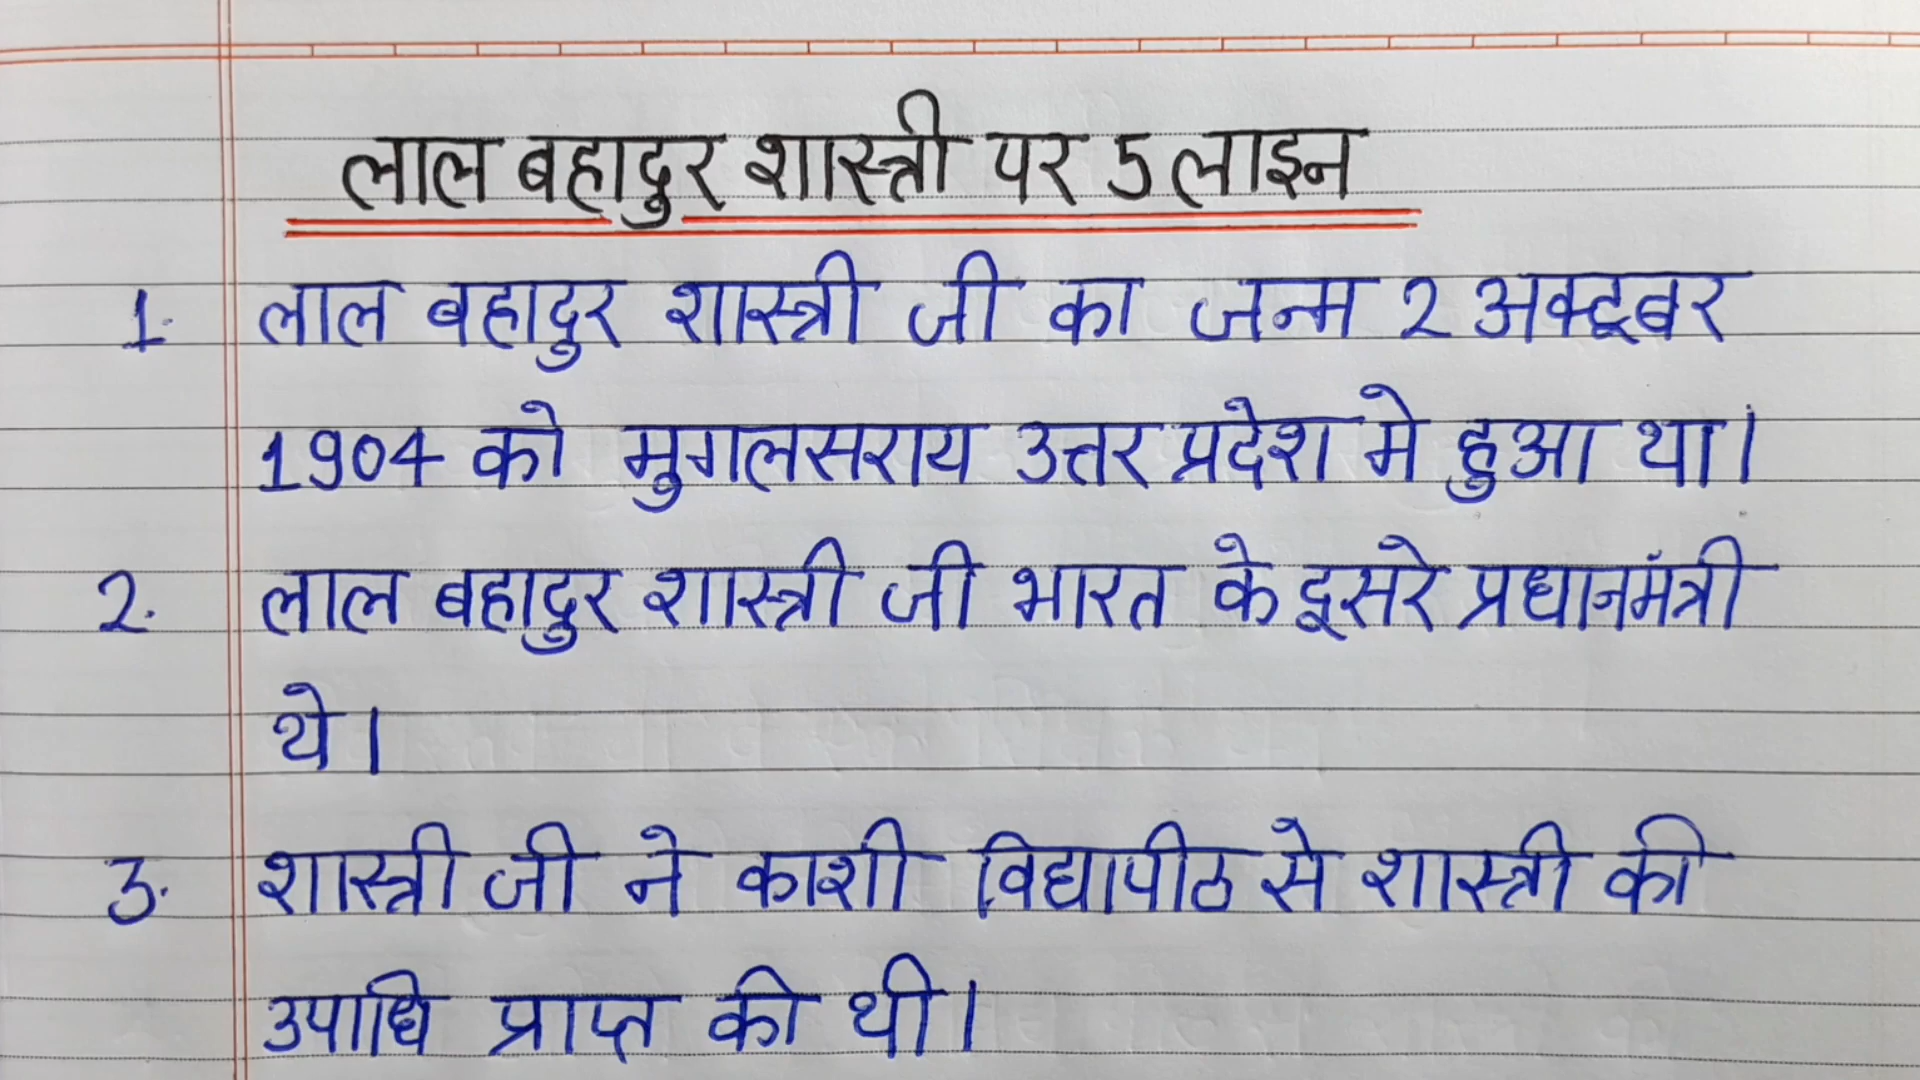 लाल बहादुर शास्त्री पर 5 लाइन
1. लाल बहादुर शास्त्री जी का जन्म 2 अक्टूबर
1904 को मुगलसराय उत्तर प्रदेश मे हुआ था।
2. लाल बहादुर शास्त्री जी भारत के दूसरे प्रधानमंत्री
थे।
3. शास्त्री जी ने काशी विद्यापीठ से शास्त्री की
उपाधि प्राप्त की थी।